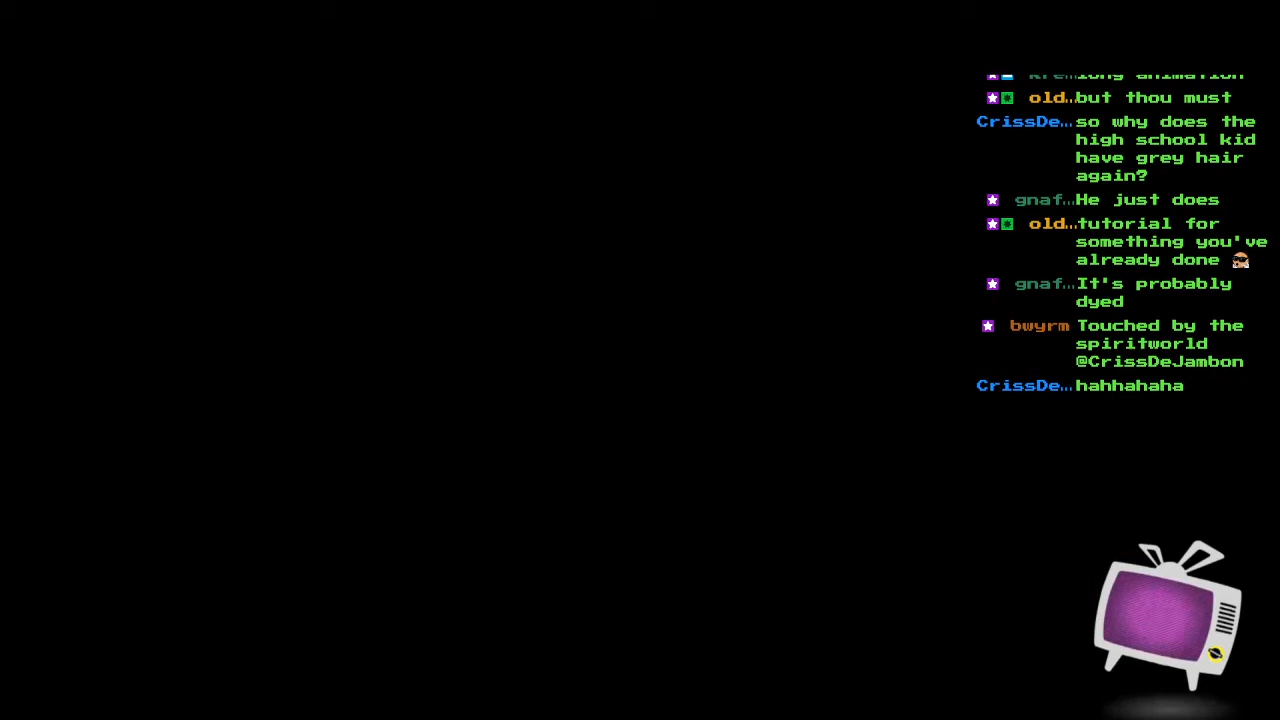 long animation
old… but thou must
CrissDe… so why does the
high school kid
have grey hair
again?
gnaf… He just does
old… tutorial for
something you've
already done
gnaf… It's probably
dyed
bwyrm Touched by the
spiritworld
@CrissDeJambon
CrissDe… hahhahaha